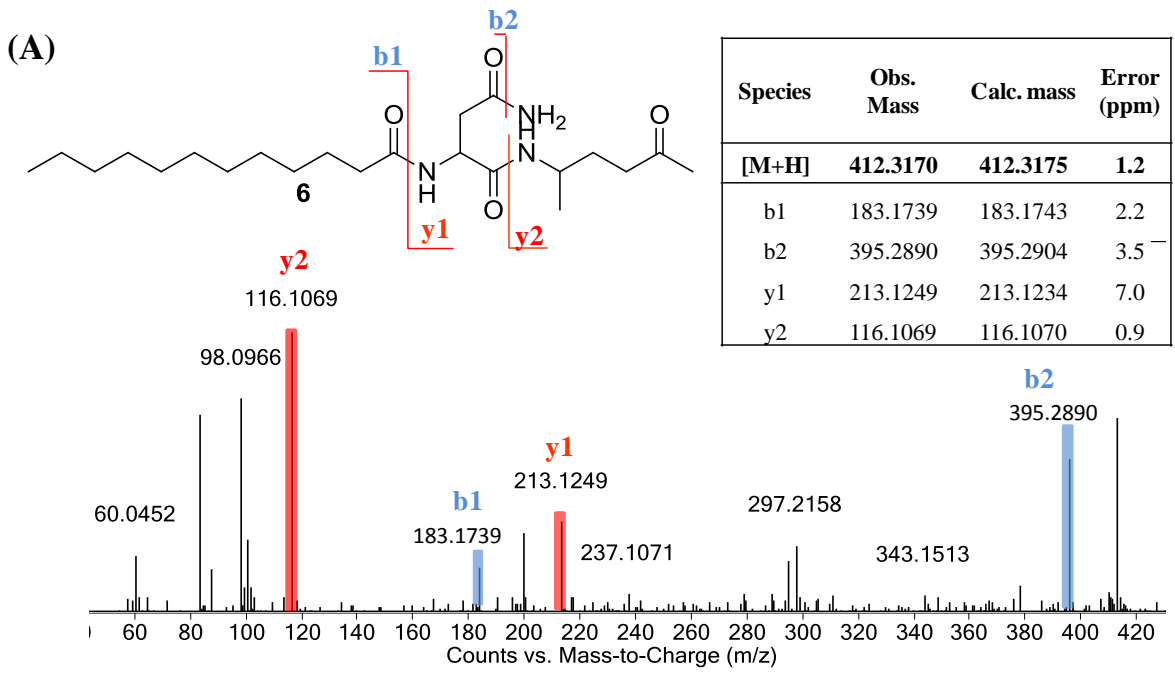 (A)
b1
b2
O
O
NH2
H
N
O
N
H
O
6
y1
y2
Species Obs. Mass Calc. mass Error (ppm)
[M+H] 412.3170 412.3175 1.2
b1 183.1739 183.1743 2.2
b2 395.2890 395.2904 3.5
y1 213.1249 213.1234 7.0
y2 116.1069 116.1070 0.9
y2
116.1069
98.0966
60.0452
b1
183.1739
y1
213.1249
237.1071
297.2158
343.1513
b2
395.2890
60 80 100 120 140 160 180 200 220 240 260 280 300 320 340 360 380 400 420
Counts vs. Mass-to-Charge (m/z)